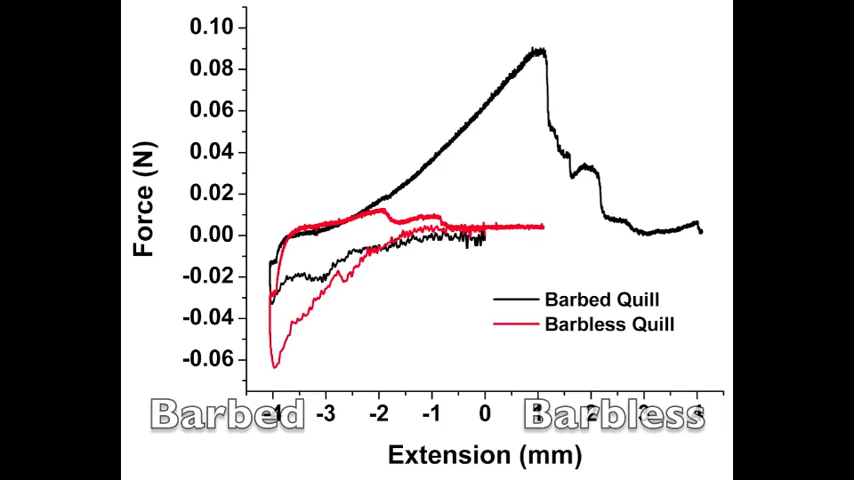 0.10
0.08
0.06
0.04
0.02
0.00
-0.02
-0.04
-0.06
Force (N)
Barbed Quill
Barbless Quill
Barbed
-3 -2 -1 0
Barbless
Extension (mm)